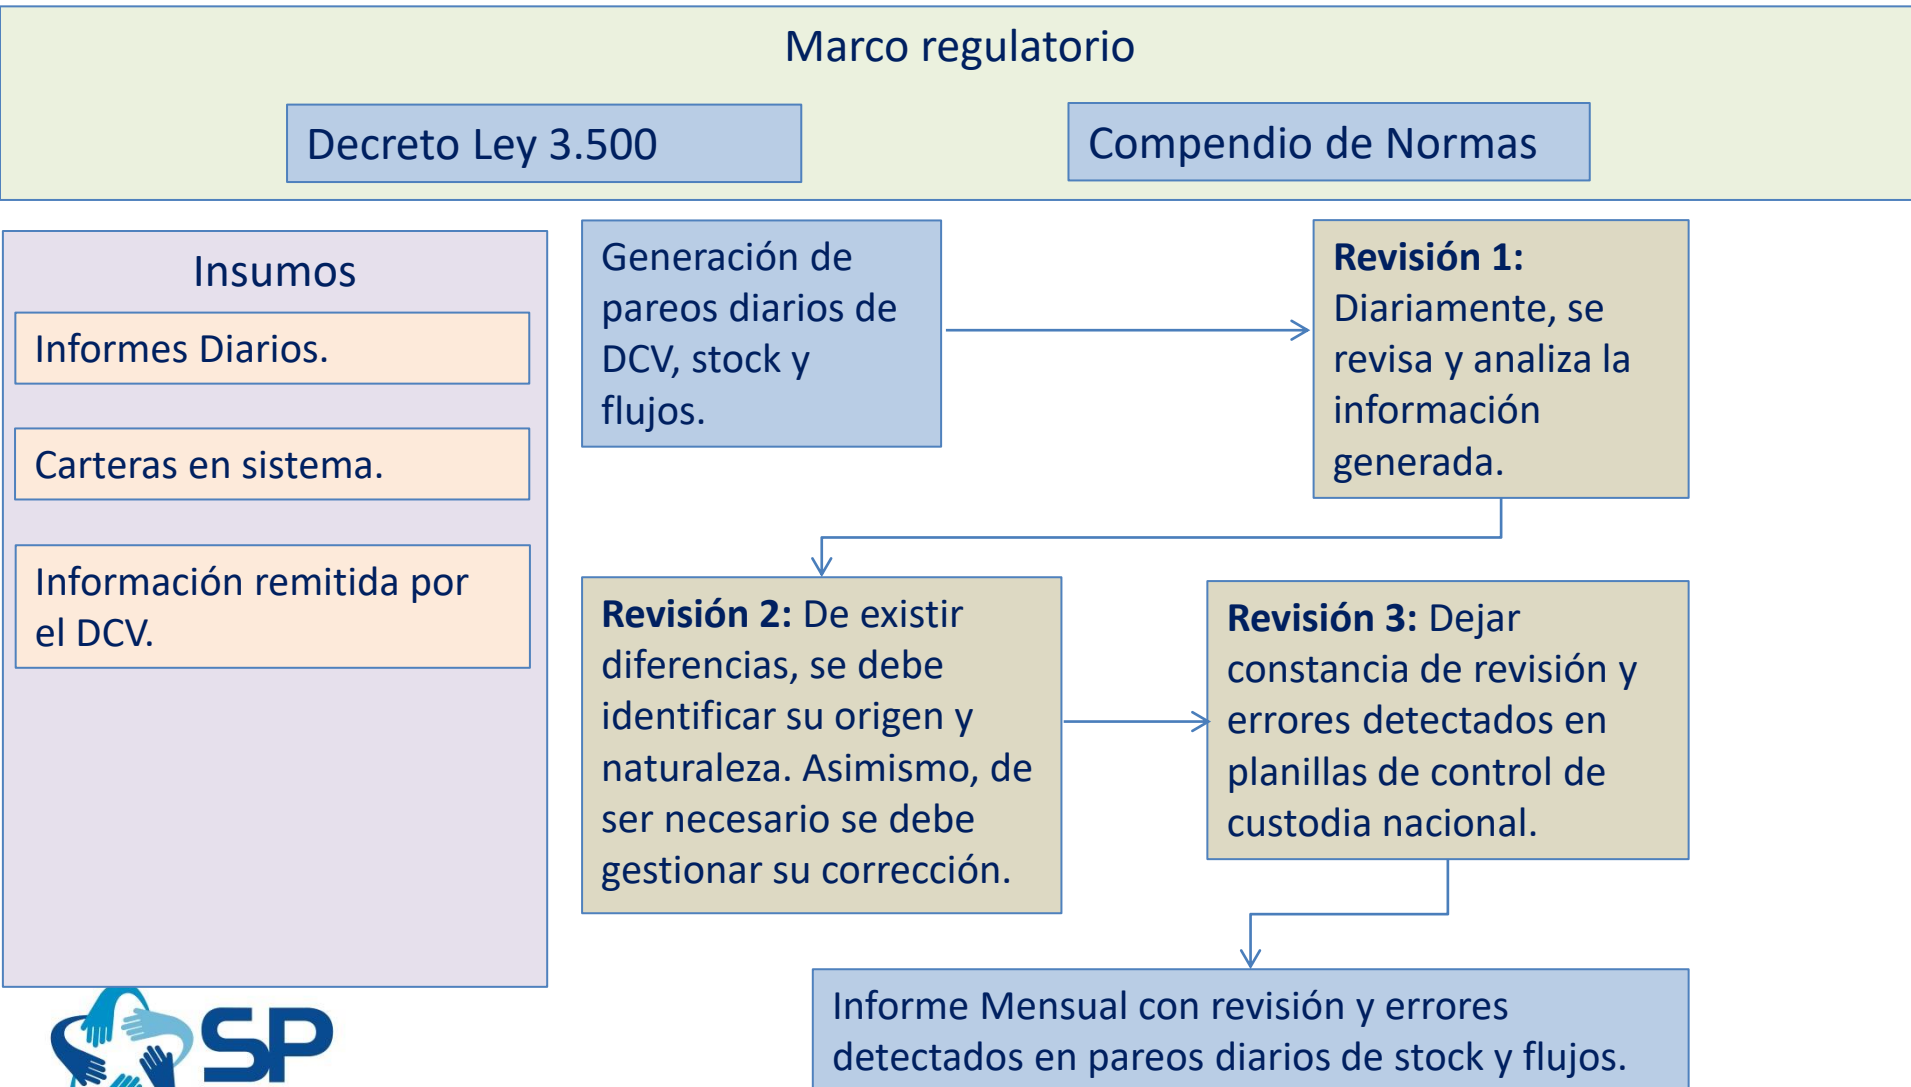 Marco regulatorio
Decreto Ley 3.500
Compendio de Normas
Insumos
Informes Diarios.
Carteras en sistema.
Información remitida por
el DCV.
Generación de
pareos diarios de
DCV, stock y
flujos.
Revisión 1:
Diariamente, se
revisa y analiza la
información
generada.
Revisión 2: De existir
diferencias, se debe
identificar su origen y
naturaleza. Asimismo, de
ser necesario se debe
gestionar su corrección.
Revisión 3: Dejar
constancia de revisión y
errores detectados en
planillas de control de
custodia nacional.
Informe Mensual con revisión y errores
detectados en pareos diarios de stock y flujos.
SP